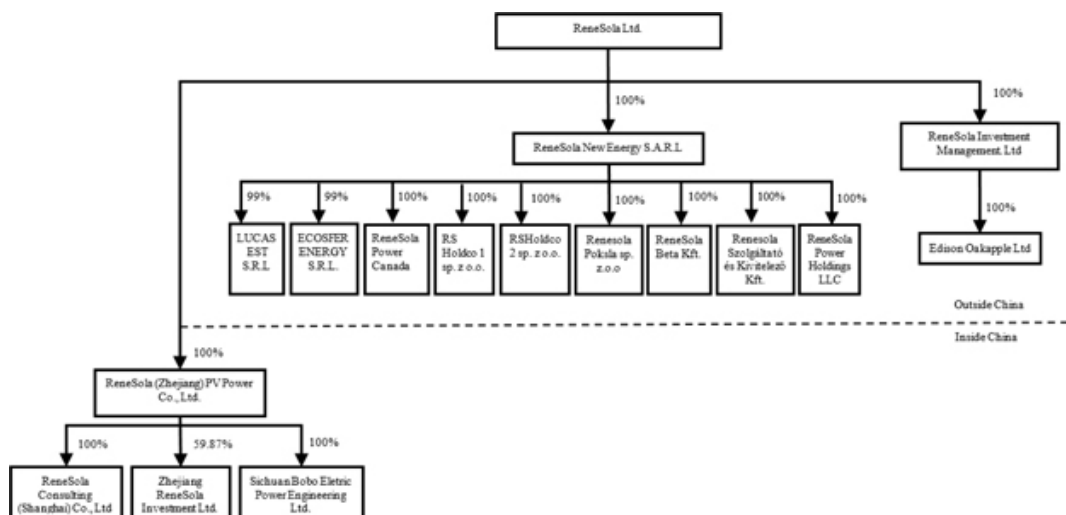 ReneSola Ltd.
100%
100%
ReneSola New Energy S.A.R.L
ReneSola Investment
Management. Ltd
99%
99%
100%
100%
100%
100%
100%
100%
100%
100%
LUCAS
EST
S.R.L
ECOSFER
ENERGY
S.R.L.
ReneSola
Power
Canada
RS
Holdco 1
sp. z o.o.
RSHoldco
2 sp. z o.o.
Renesola
Poksla sp.
z.o.o
ReneSola
Beta Kft.
Renesola
Szolgáltató
és Kivitelező
Kft.
ReneSola
Power
Holdings
LLC
Edison Oakapple Ltd
Outside China
Inside China
100%
ReneSola (Zhejiang) PV Power
Co., Ltd.
100%
59.87%
100%
ReneSola
Consulting
(Shanghai) Co., Ltd
Zhejiang
ReneSola
Investment Ltd.
Sichuan Bobo Eletric
Power Engineering
Ltd.